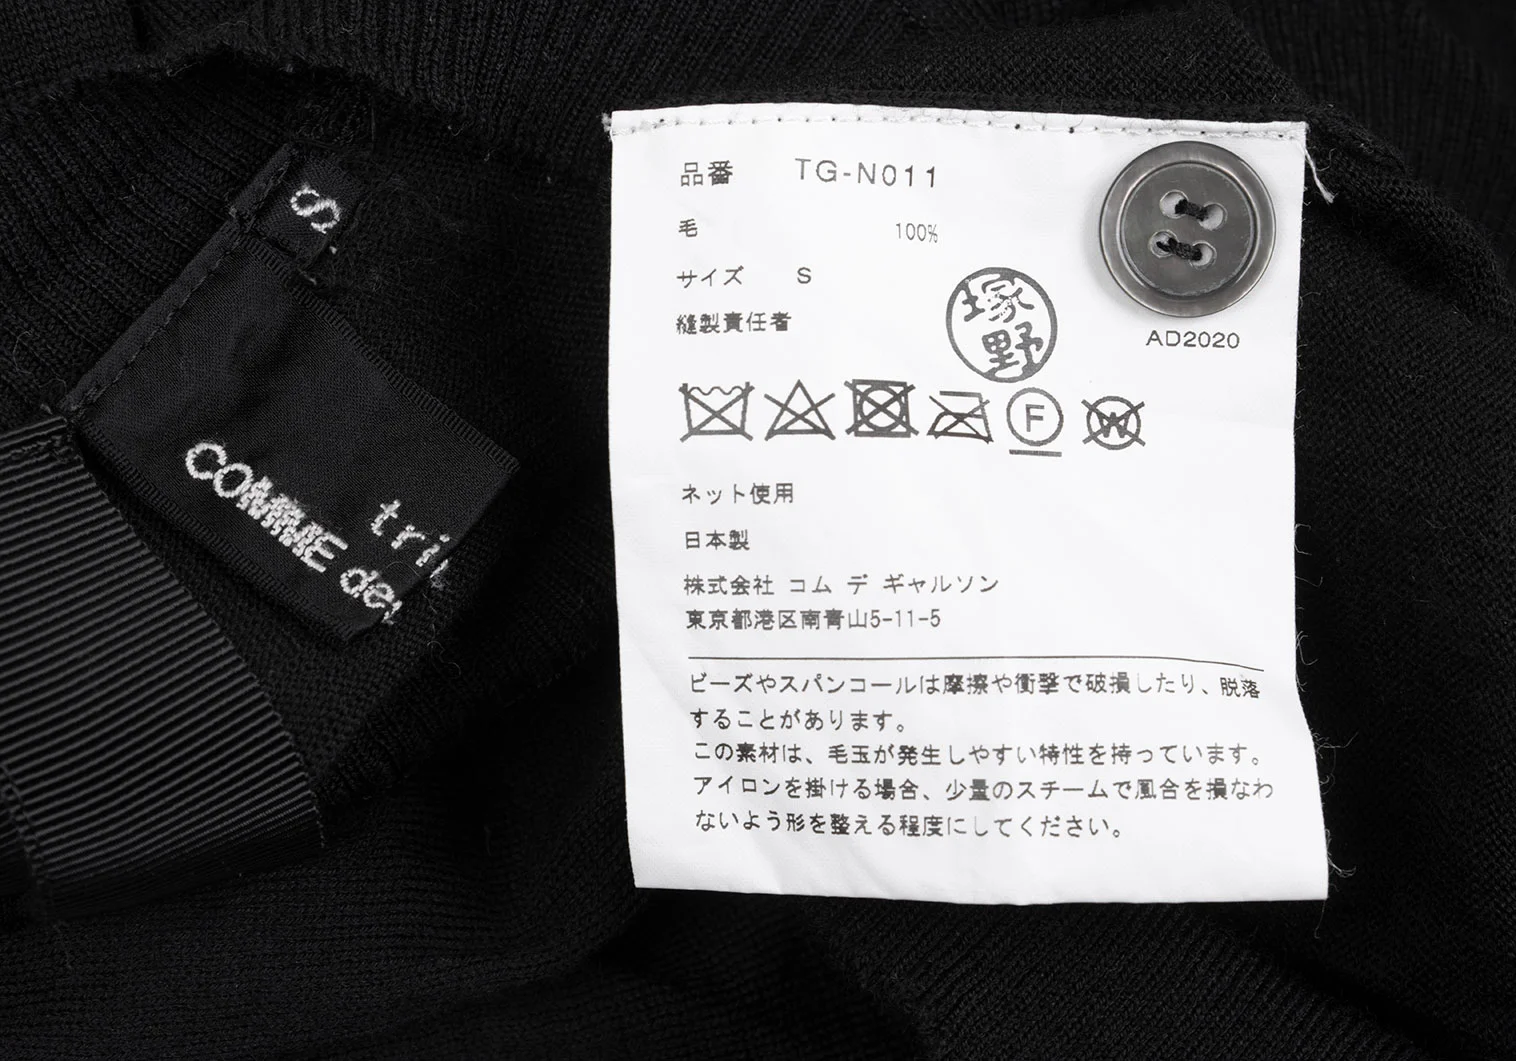 S
tri
COMME des
品番 TG-N011
毛 100%
サイズ S
縫製責任者
塚野
AD2020
F
W
ネット使用
日本製
株式会社 コム デ ギャルソン
東京都港区南青山5-11-5
ビーズやスパンコールは摩擦や衝撃で破損したり、脱落
することがあります。
この素材は、毛玉が発生しやすい特性を持っています。
アイロンを掛ける場合、少量のスチームで風合を損なわ
ないよう形を整える程度にしてください。